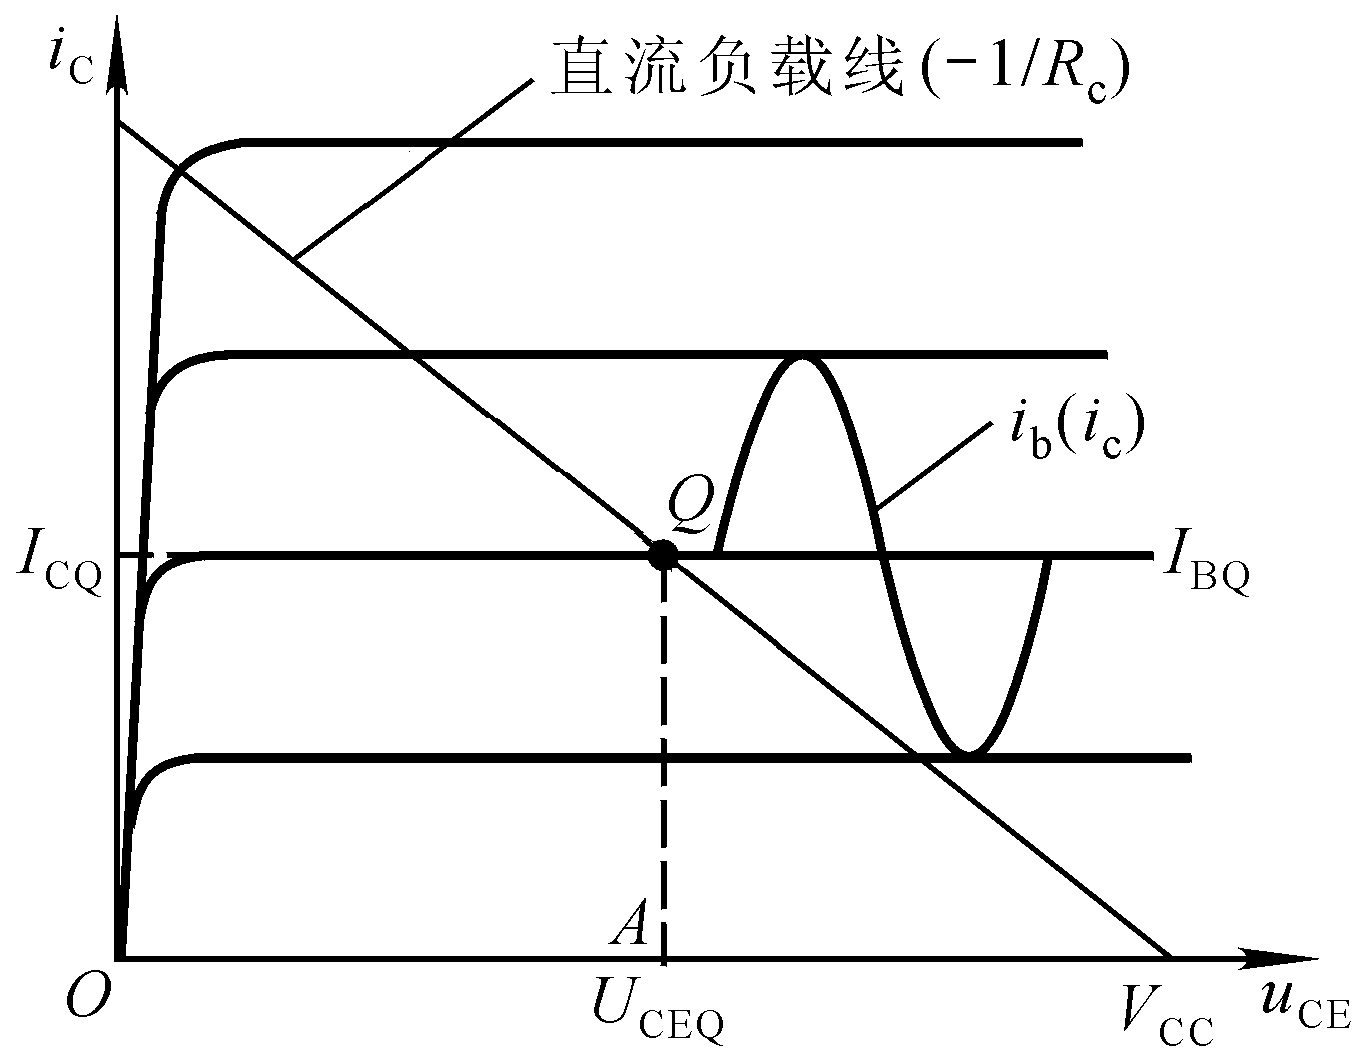 iC
直流负载线(-1/Rc)
ib(ic)
Q
ICQ
IBQ
A
O
UCEQ
VCC
uCE